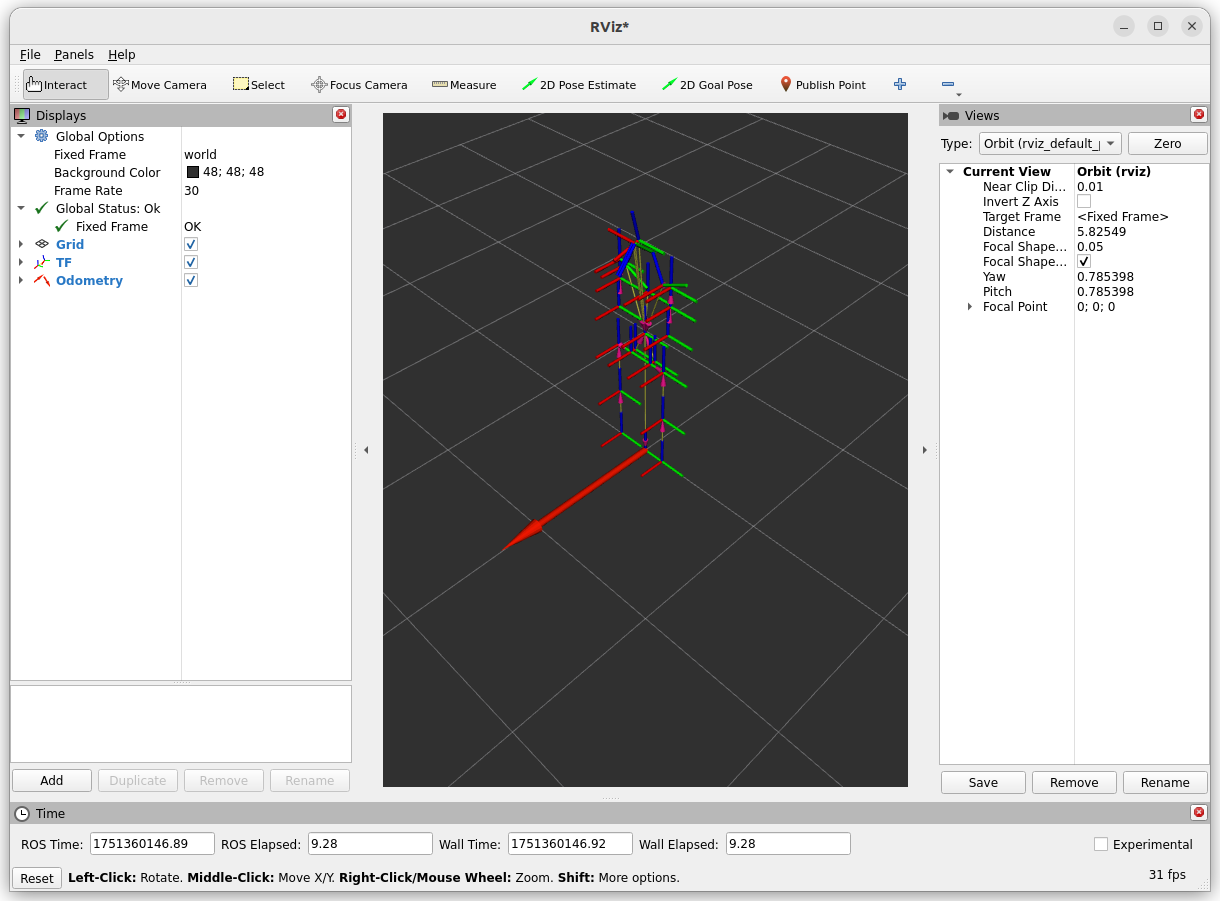 RViz*
File Panels Help
Interact Move Camera Select Focus Camera Measure 2D Pose Estimate 2D Goal Pose Publish Point
Displays
Global Options
Fixed Frame world
Background Color 48; 48; 48
Frame Rate 30
Global Status: Ok
Fixed Frame OK
Grid
TF
Odometry
Add Duplicate Remove Rename
Views
Type: Orbit (rviz_default_ Zero
Current View Orbit (rviz)
Near Clip Di... 0.01
Invert Z Axis
Target Frame <Fixed Frame>
Distance 5.82549
Focal Shape... 0.05
Focal Shape...
Yaw 0.785398
Pitch 0.785398
Focal Point 0; 0; 0
Save Remove Rename
Time
ROS Time: 1751360146.89 ROS Elapsed: 9.28 Wall Time: 1751360146.92 Wall Elapsed: 9.28 Experimental
Reset Left-Click: Rotate. Middle-Click: Move X/Y. Right-Click/Mouse Wheel: Zoom. Shift: More options. 31 fps